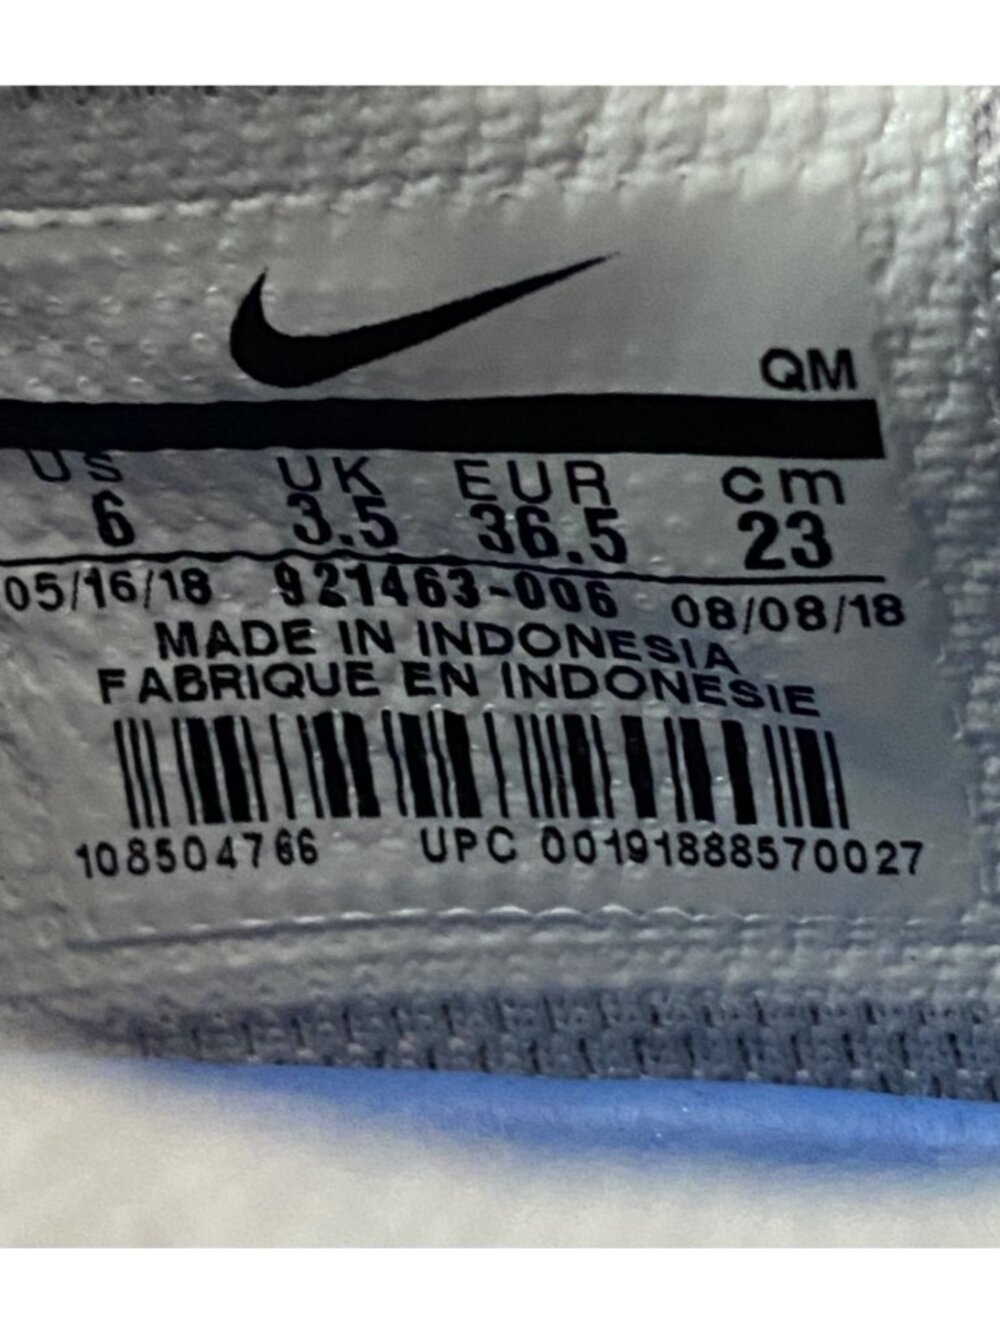 QM
US UK EUR cm
6 3.5 36.5 23
05/16/18 921463-006 08/08/18
MADE IN INDONESIA
FABRIQUE EN INDONESIE
108504766 UPC 00191888570027